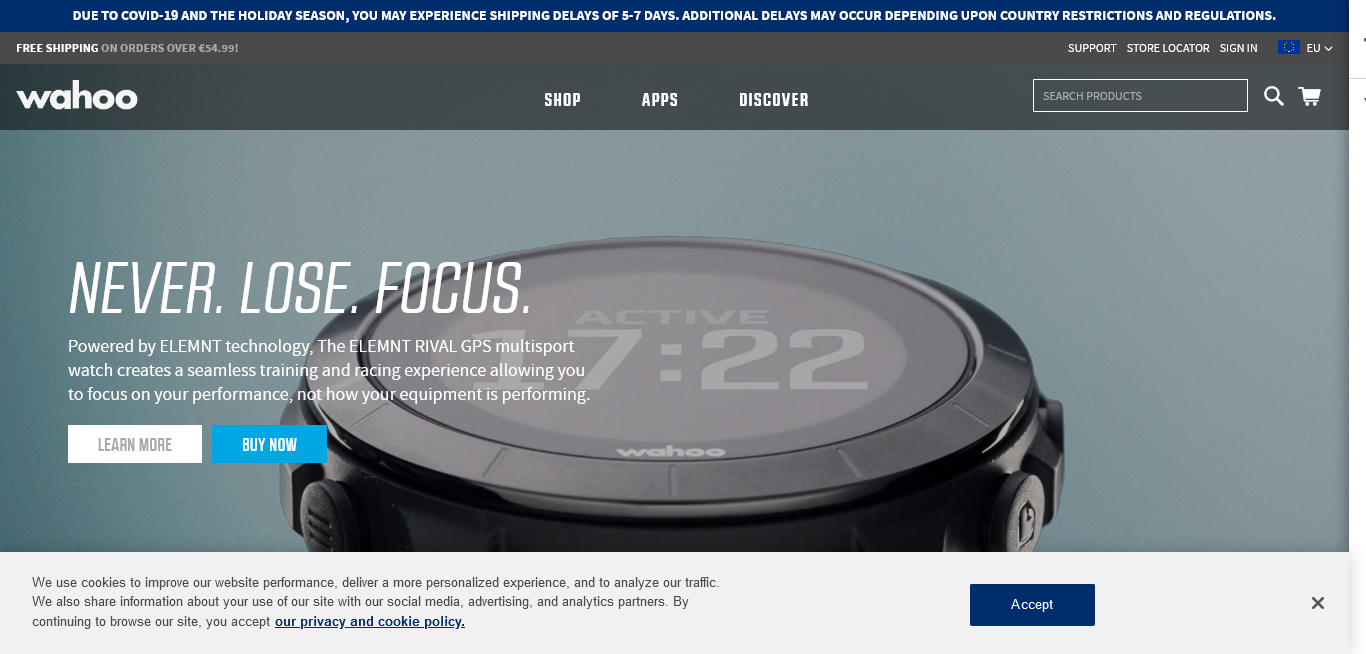 DUE TO COVID-19 AND THE HOLIDAY SEASON, YOU MAY EXPERIENCE SHIPPING DELAYS OF 5-7 DAYS. ADDITIONAL DELAYS MAY OCCUR DEPENDING UPON COUNTRY RESTRICTIONS AND REGULATIONS.
FREE SHIPPING ON ORDERS OVER €54.99!
SUPPORT STORE LOCATOR SIGN IN EU
wahoo
SHOP APPS DISCOVER
SEARCH PRODUCTS
NEVER. LOSE. FOCUS.
ACTIVE
17:22
Powered by ELEMNT technology, The ELEMNT RIVAL GPS multisport
watch creates a seamless training and racing experience allowing you
to focus on your performance, not how your equipment is performing.
LEARN MORE BUY NOW
wahoo
We use cookies to improve our website performance, deliver a more personalized experience, and to analyze our traffic.
We also share information about your use of our site with our social media, advertising, and analytics partners. By
continuing to browse our site, you accept our privacy and cookie policy.
Accept